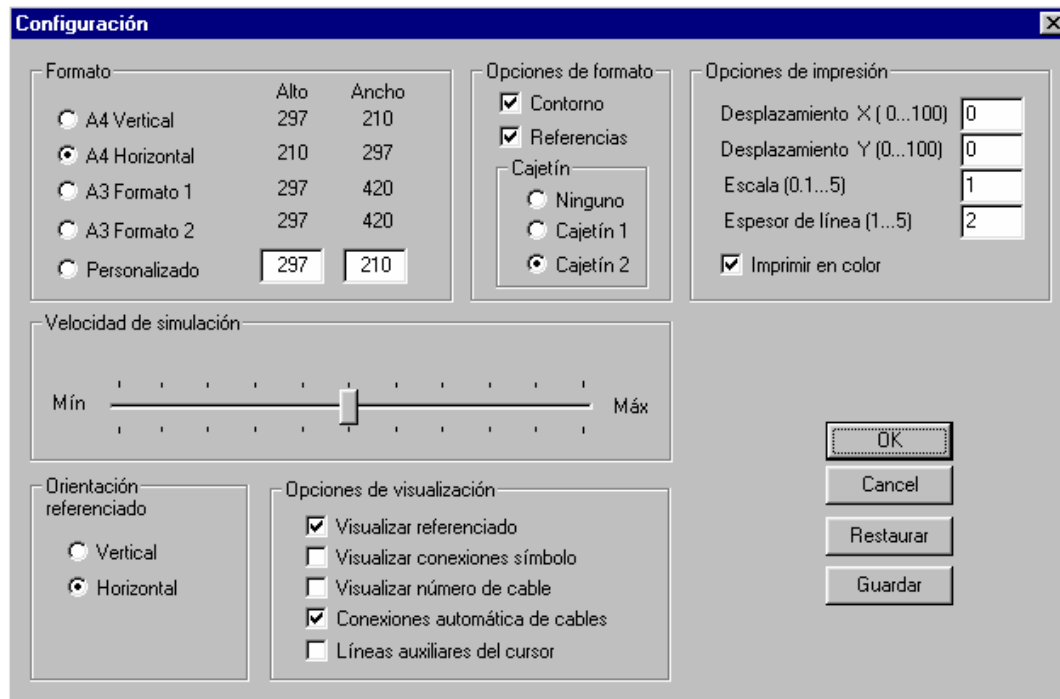 Configuración
Formato
Alto Ancho
A4 Vertical 297 210
A4 Horizontal 210 297
A3 Formato 1 297 420
A3 Formato 2 297 420
Personalizado 297 210
Opciones de formato
Contorno
Referencias
Cajetín
Ninguno
Cajetín 1
Cajetín 2
Opciones de impresión
Desplazamiento X ( 0...100) 0
Desplazamiento Y (0...100) 0
Escala (0.1...5) 1
Espesor de línea (1...5) 2
Imprimir en color
Velocidad de simulación
Mín Máx
Orientación
referenciado
Vertical
Horizontal
Opciones de visualización
Visualizar referenciado
Visualizar conexiones símbolo
Visualizar número de cable
Conexiones automática de cables
Líneas auxiliares del cursor
OK
Cancel
Restaurar
Guardar